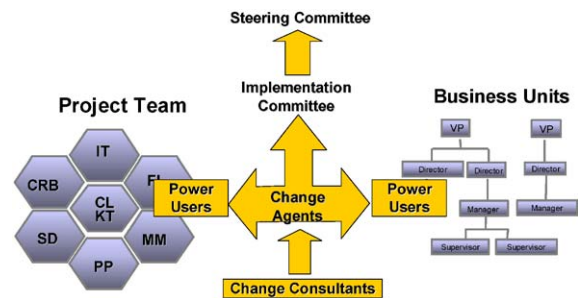 Steering Committee
Implementation
Committee
Project Team
Business Units
IT
CRB
CL
KT
SD
MM
PP
Power
Users
Change
Agents
Power
Users
Change Consultants
VP
VP
Director
Director
Director
Manager
Manager
Supervisor
Supervisor